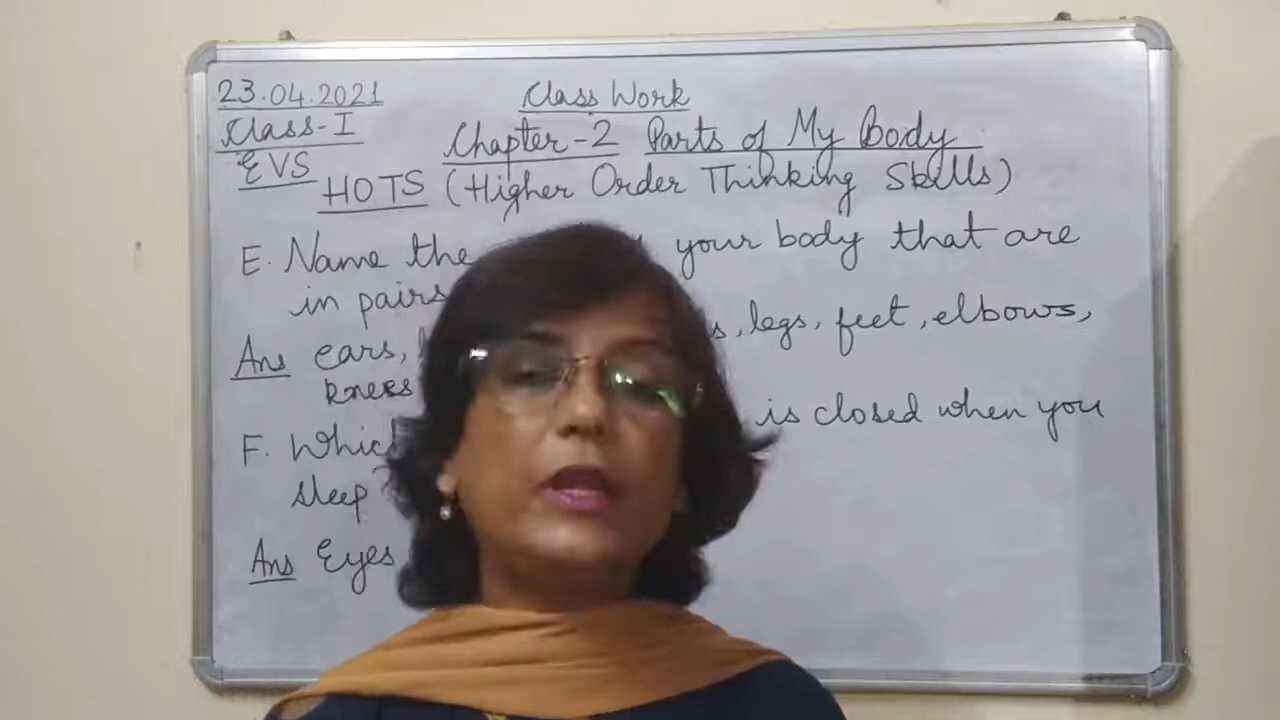 23.04.2021 Class Work
Class-I Chapter-2 Parts of My Body
EVS
HOTS (Higher Order Thinking Skills)
E. Name the your body that are
in pairs
Ans ears, legs, feet, elbows,
knees
F. is closed when you
sleep
Ans Eyes